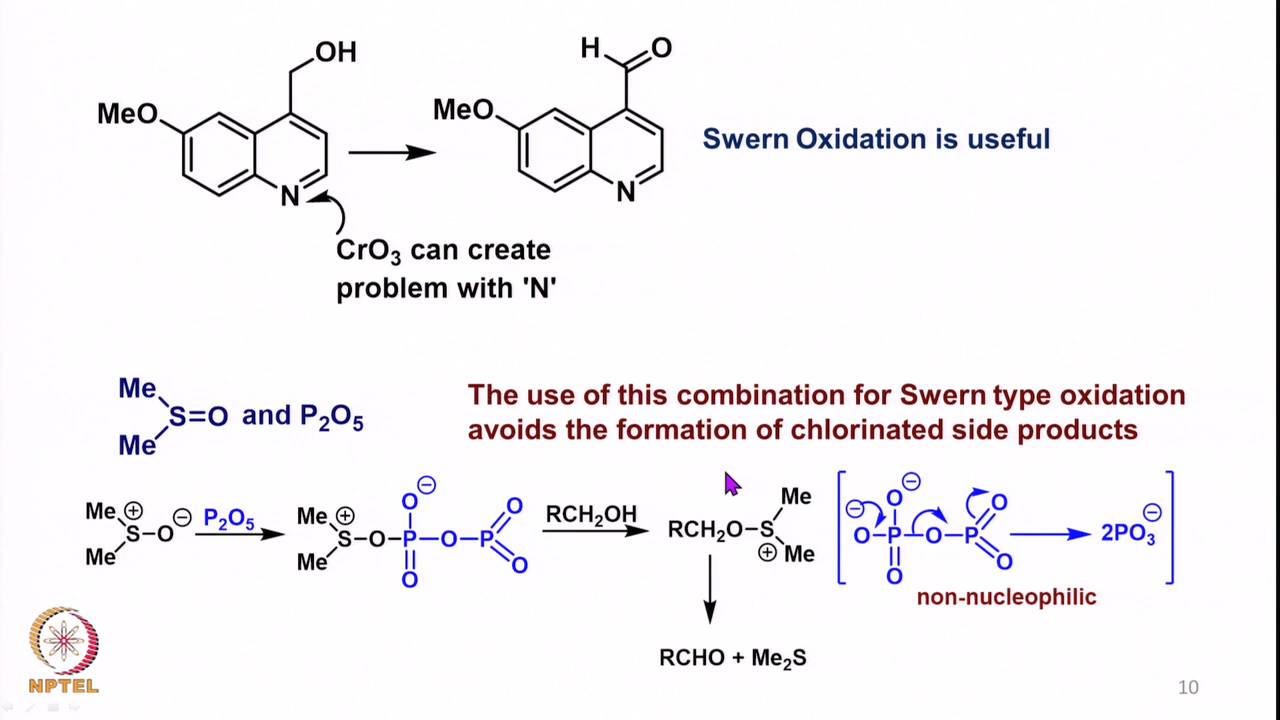 OH
MeO
N
H
O
MeO
N
Swern Oxidation is useful
CrO₃ can create
problem with 'N'
Me
S=O and P₂O₅
Me
The use of this combination for Swern type oxidation
avoids the formation of chlorinated side products
Me ⊕
S–O ⊖
Me
P₂O₅
Me ⊕
S–O–P–O–P
Me
O ⊖
O
O
O
RCH₂OH
RCH₂O–S
Me
⊕ Me
O ⊖
⊖
O–P–O–P
O
O
O
2PO₃ ⊖
non-nucleophilic
RCHO + Me₂S
NPTEL
10